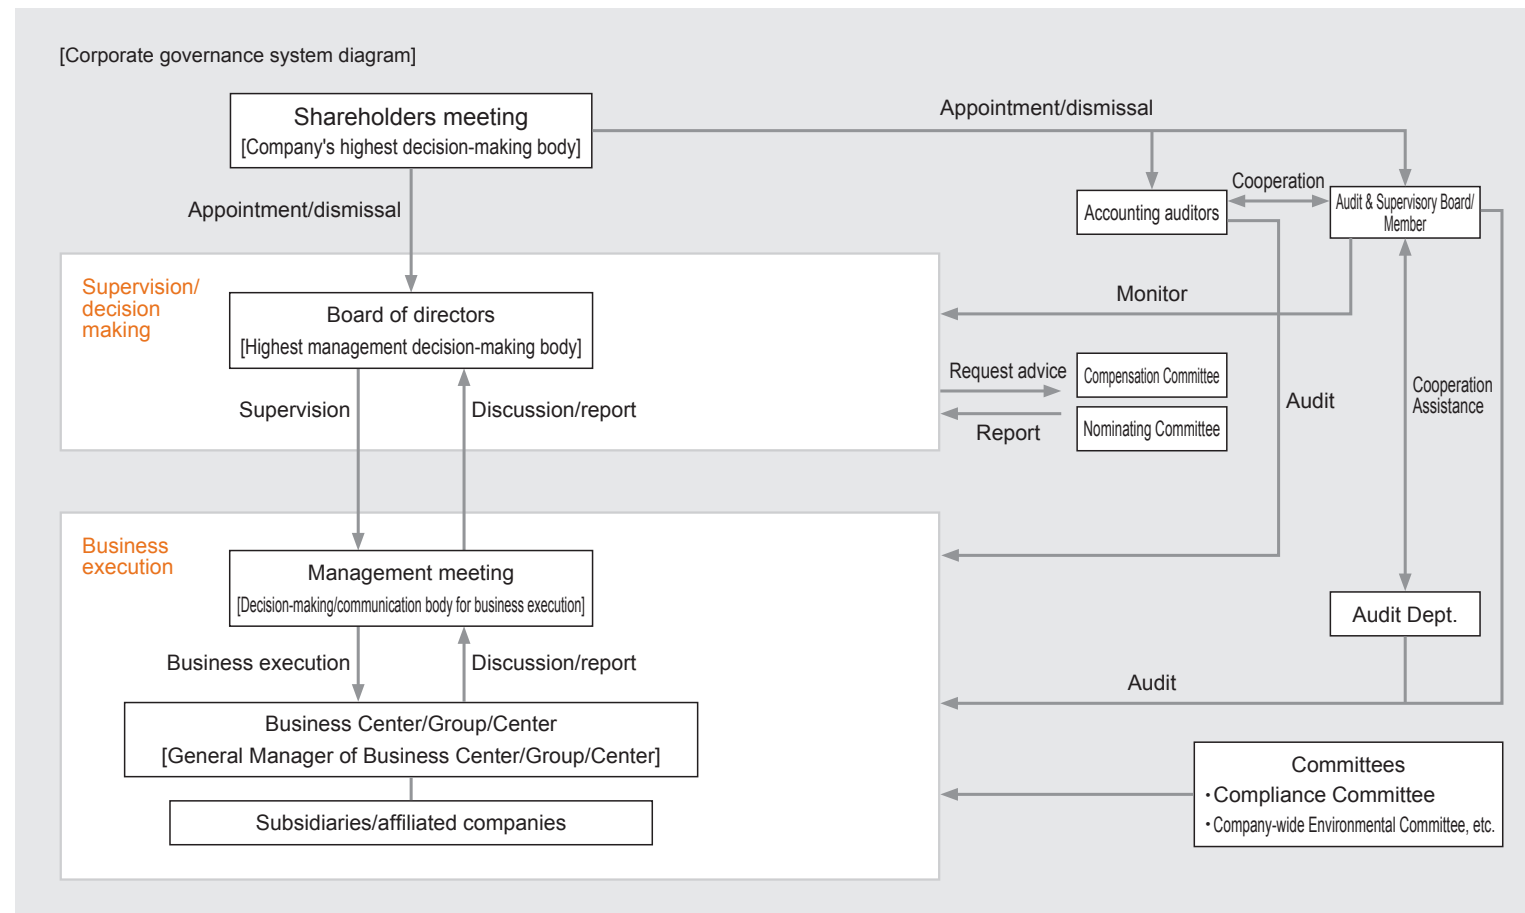 [Corporate governance system diagram]
Shareholders meeting
[Company's highest decision-making body]
Appointment/dismissal
Appointment/dismissal
Cooperation
Accounting auditors
Audit & Supervisory Board/
Member
Supervision/
decision
making
Board of directors
[Highest management decision-making body]
Monitor
Request advice
Compensation Committee
Report
Nominating Committee
Audit
Cooperation
Assistance
Supervision
Discussion/report
Business
execution
Management meeting
[Decision-making/communication body for business execution]
Audit Dept.
Business execution
Discussion/report
Audit
Business Center/Group/Center
[General Manager of Business Center/Group/Center]
Subsidiaries/affiliated companies
Committees
・Compliance Committee
・Company-wide Environmental Committee, etc.